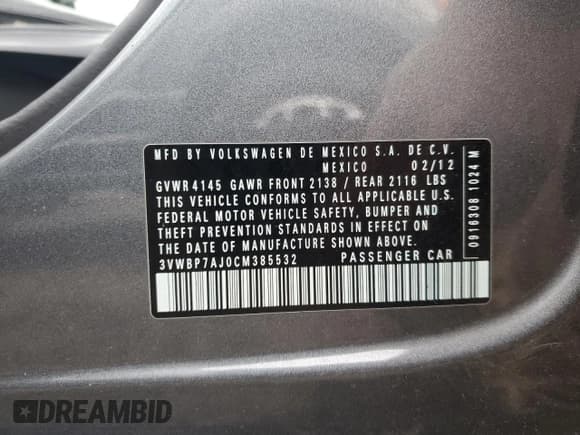 MFD BY VOLKSWAGEN DE MEXICO S.A. DE C.V.
MEXICO 02/12
GVWR 4145 GAWR FRONT 2138 / REAR 2116 LBS
THIS VEHICLE CONFORMS TO ALL APPLICABLE U.S.
FEDERAL MOTOR VEHICLE SAFETY, BUMPER AND
THEFT PREVENTION STANDARDS IN EFFECT ON
THE DATE OF MANUFACTURE SHOWN ABOVE.
3VWBP7AJ0CM385532 PASSENGER CAR
0916308 1024 M
DREAMBID